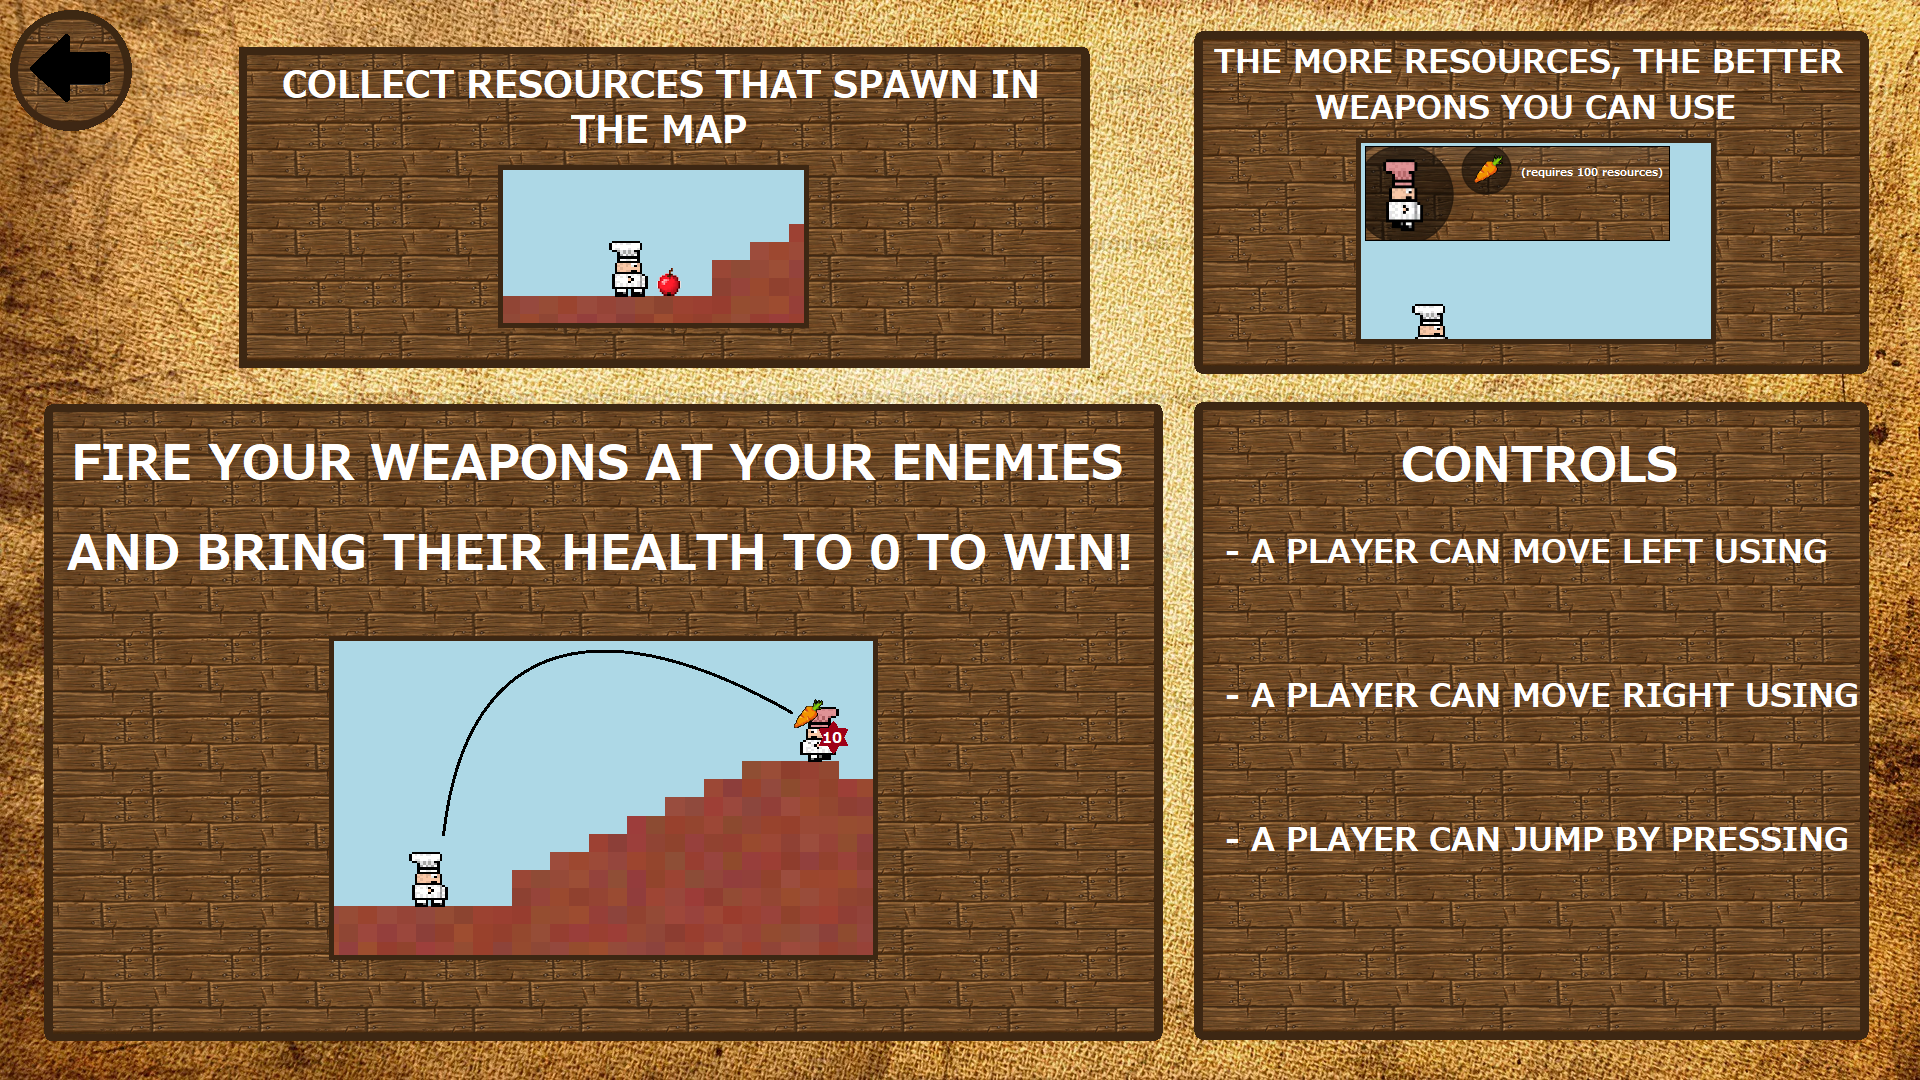 COLLECT RESOURCES THAT SPAWN IN
THE MAP
THE MORE RESOURCES, THE BETTER
WEAPONS YOU CAN USE
(requires 100 resources)
FIRE YOUR WEAPONS AT YOUR ENEMIES
AND BRING THEIR HEALTH TO 0 TO WIN!
10
CONTROLS
- A PLAYER CAN MOVE LEFT USING
- A PLAYER CAN MOVE RIGHT USING
- A PLAYER CAN JUMP BY PRESSING